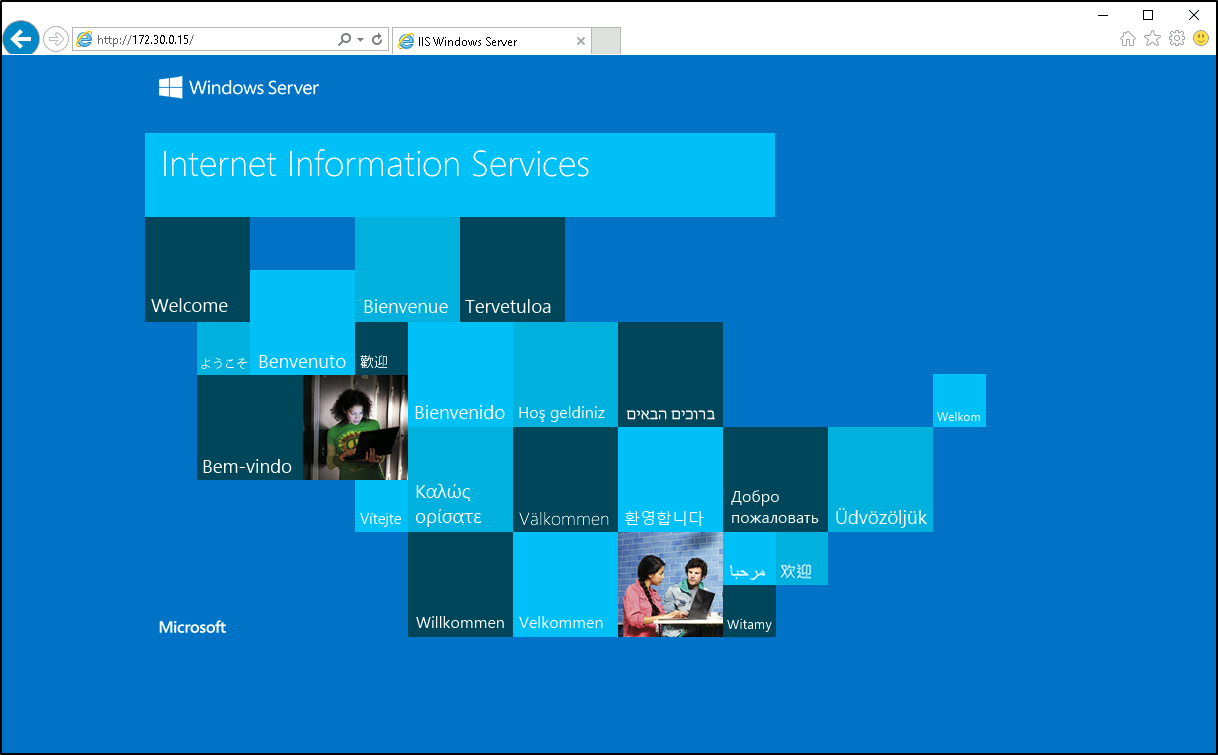 http://172.30.0.15/
IIS Windows Server
Windows Server
Internet Information Services
Welcome
Bienvenue
Tervetuloa
ようこそ
Benvenuto
歡迎
Bienvenido
Hoş geldiniz
ברוכים הבאים
Welkom
Bem-vindo
Vítejte
Καλώς
ορίσατε
Välkommen
환영합니다
Добро
пожаловать
Üdvözöljük
مرحبا
欢迎
Willkommen
Velkommen
Witamy
Microsoft